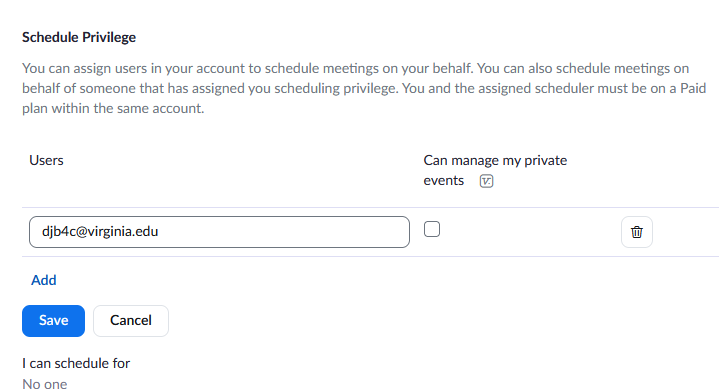 Schedule Privilege
You can assign users in your account to schedule meetings on your behalf. You can also schedule meetings on
behalf of someone that has assigned you scheduling privilege. You and the assigned scheduler must be on a Paid
plan within the same account.
Users
Can manage my private
events
djb4c@virginia.edu
Add
Save Cancel
I can schedule for
No one